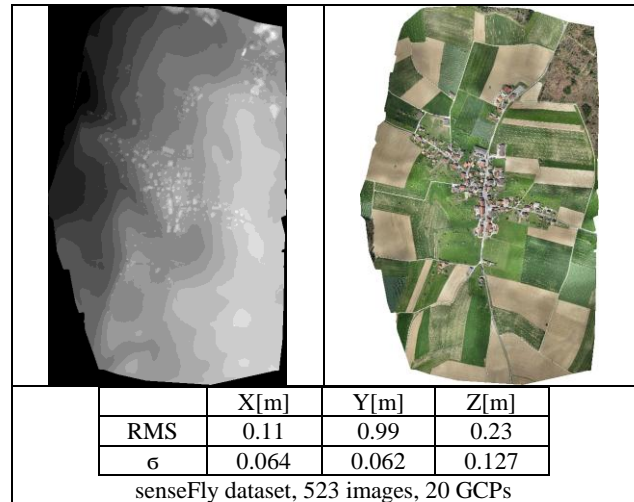 X[m] Y[m] Z[m]
RMS 0.11 0.99 0.23
б 0.064 0.062 0.127
senseFly dataset, 523 images, 20 GCPs